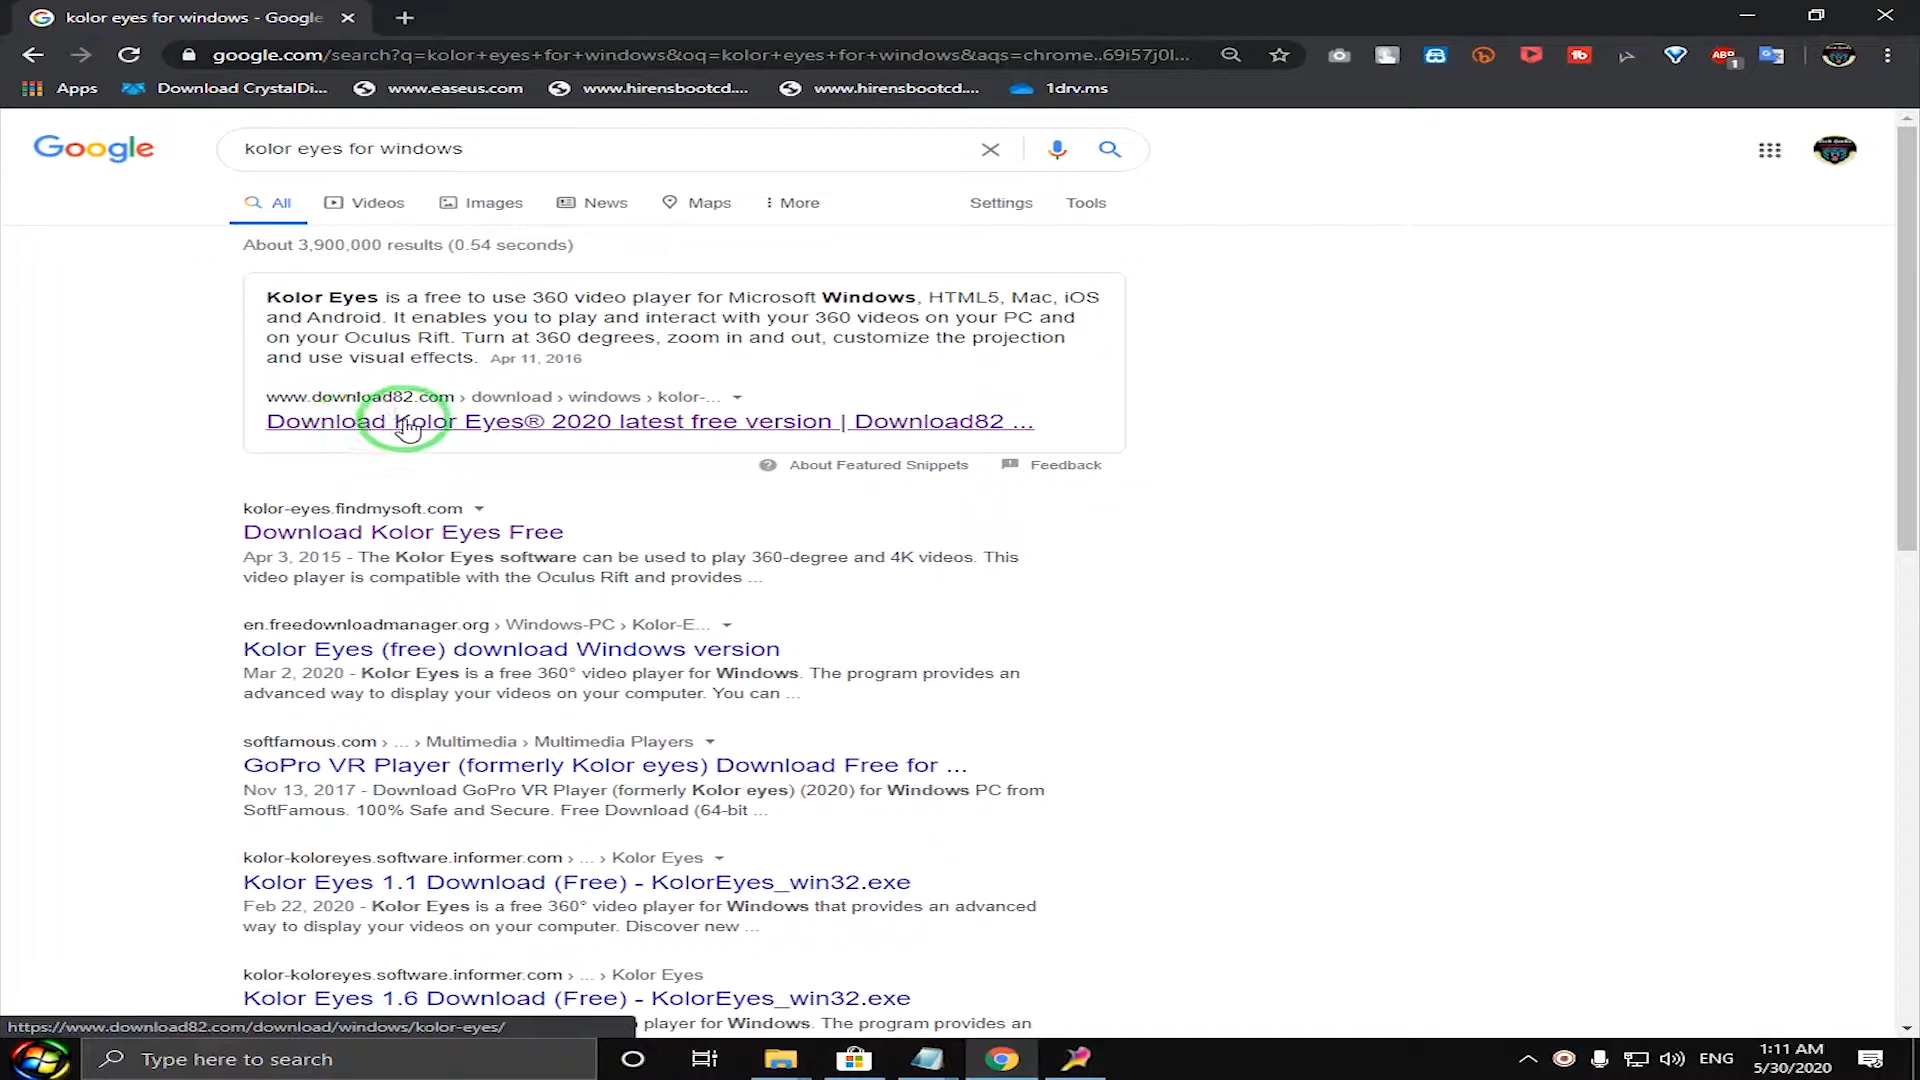 kolor eyes for windows - Google
google.com/search?q=kolor+eyes+for+windows&oq=kolor+eyes+for+windows&aqs=chrome..69i57j0l...
ABP
1
Apps
Download CrystalDi...
www.easeus.com
www.hirensbootcd....
www.hirensbootcd....
1drv.ms
Google
kolor eyes for windows
All
Videos
Images
News
Maps
More
Settings
Tools
About 3,900,000 results (0.54 seconds)
Kolor Eyes is a free to use 360 video player for Microsoft Windows, HTML5, Mac, iOS
and Android. It enables you to play and interact with your 360 videos on your PC and
on your Oculus Rift. Turn at 360 degrees, zoom in and out, customize the projection
and use visual effects. Apr 11, 2016
www.download82.com › download › windows › kolor-...
Download Kolor Eyes® 2020 latest free version | Download82 ...
About Featured Snippets
Feedback
kolor-eyes.findmysoft.com
Download Kolor Eyes Free
Apr 3, 2015 - The Kolor Eyes software can be used to play 360-degree and 4K videos. This
video player is compatible with the Oculus Rift and provides ...
en.freedownloadmanager.org › Windows-PC › Kolor-E...
Kolor Eyes (free) download Windows version
Mar 2, 2020 - Kolor Eyes is a free 360° video player for Windows. The program provides an
advanced way to display your videos on your computer. You can ...
softfamous.com › ... › Multimedia › Multimedia Players
GoPro VR Player (formerly Kolor eyes) Download Free for ...
Nov 13, 2017 - Download GoPro VR Player (formerly Kolor eyes) (2020) for Windows PC from
SoftFamous. 100% Safe and Secure. Free Download (64-bit ...
kolor-koloreyes.software.informer.com › ... › Kolor Eyes
Kolor Eyes 1.1 Download (Free) - KolorEyes_win32.exe
Feb 22, 2020 - Kolor Eyes is a free 360° video player for Windows that provides an advanced
way to display your videos on your computer. Discover new ...
kolor-koloreyes.software.informer.com › ... › Kolor Eyes
Kolor Eyes 1.6 Download (Free) - KolorEyes_win32.exe
player for Windows. The program provides an
https://www.download82.com/download/windows/kolor-eyes/
Type here to search
ENG
1:11 AM
5/30/2020